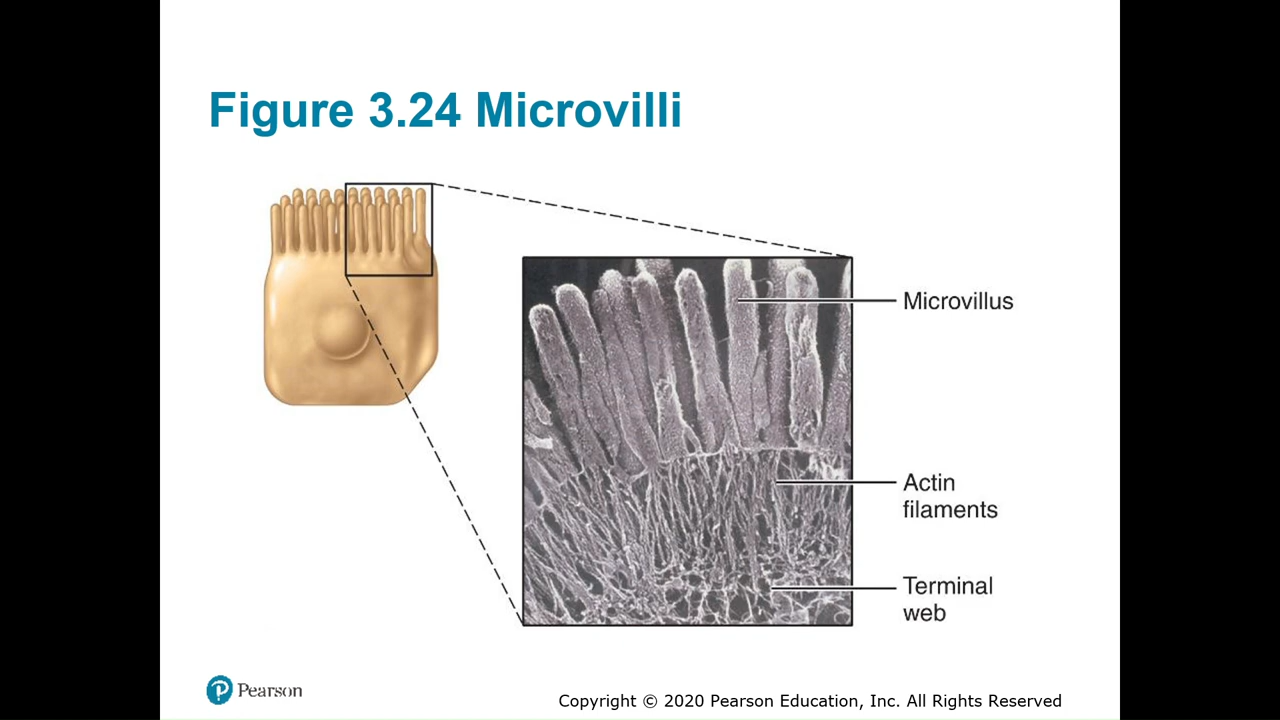 Figure 3.24 Microvilli
Microvillus
Actin
filaments
Terminal
web
Pearson
Copyright © 2020 Pearson Education, Inc. All Rights Reserved